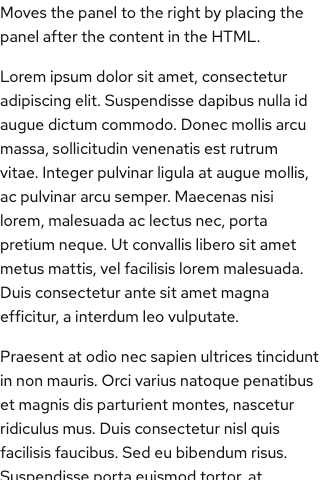 Moves the panel to the right by placing the
panel after the content in the HTML.
Lorem ipsum dolor sit amet, consectetur
adipiscing elit. Suspendisse dapibus nulla id
augue dictum commodo. Donec mollis arcu
massa, sollicitudin venenatis est rutrum
vitae. Integer pulvinar ligula at augue mollis,
ac pulvinar arcu semper. Maecenas nisi
lorem, malesuada ac lectus nec, porta
pretium neque. Ut convallis libero sit amet
metus mattis, vel facilisis lorem malesuada.
Duis consectetur ante sit amet magna
efficitur, a interdum leo vulputate.
Praesent at odio nec sapien ultrices tincidunt
in non mauris. Orci varius natoque penatibus
et magnis dis parturient montes, nascetur
ridiculus mus. Duis consectetur nisl quis
facilisis faucibus. Sed eu bibendum risus.
Suspendisse porta euismod tortor, at